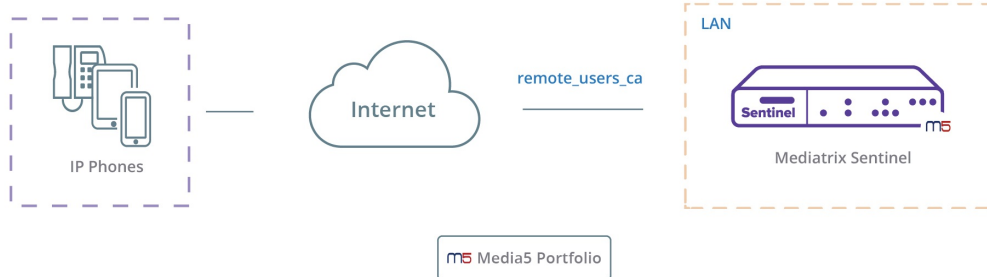 LAN
remote_users_ca
Internet
Sentinel
m5
IP Phones
Mediatrix Sentinel
m5 Media5 Portfolio